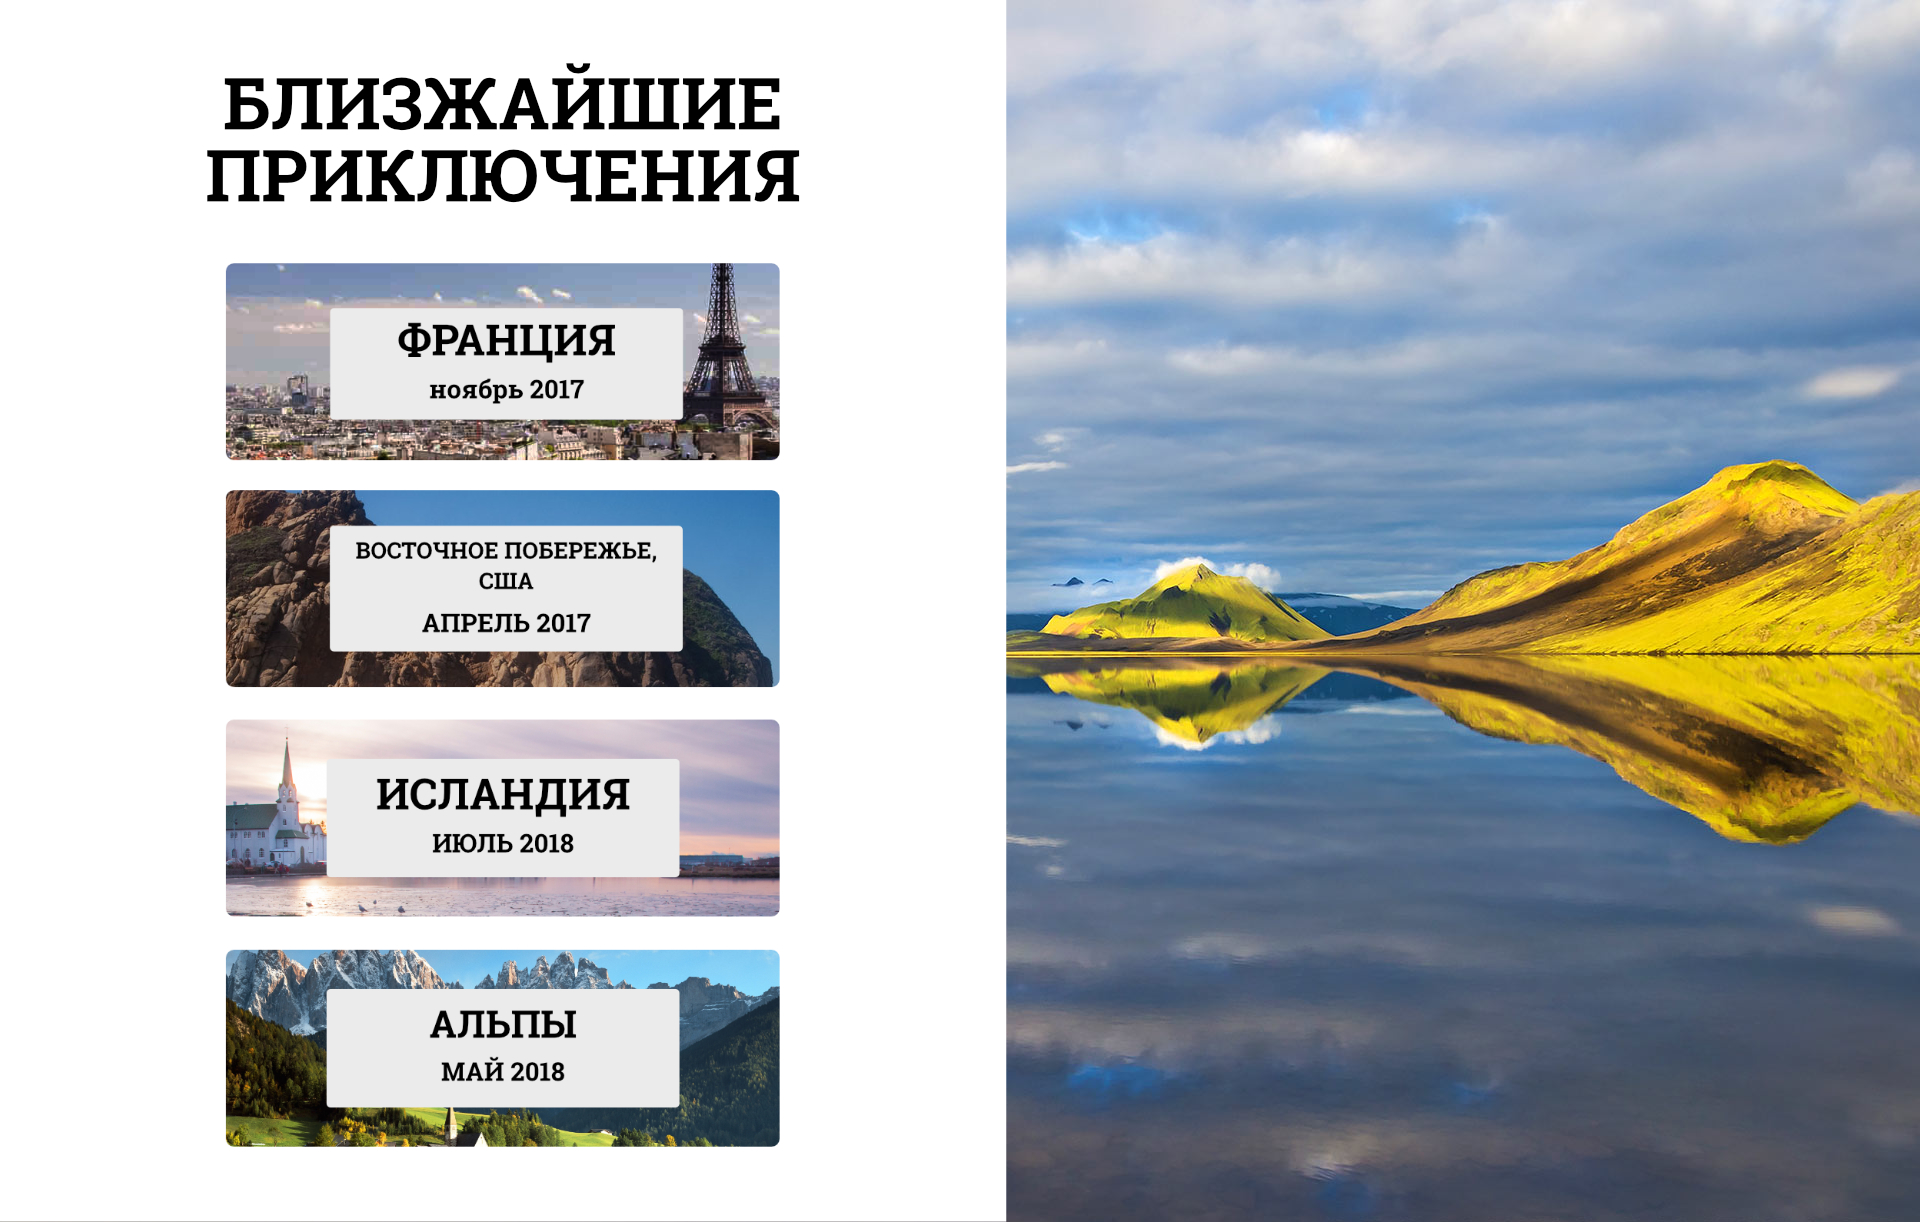 БЛИЗЖАЙШИЕ
ПРИКЛЮЧЕНИЯ
ФРАНЦИЯ
ноябрь 2017
ВОСТОЧНОЕ ПОБЕРЕЖЬЕ,
США
АПРЕЛЬ 2017
ИСЛАНДИЯ
ИЮЛЬ 2018
АЛЬПЫ
МАЙ 2018